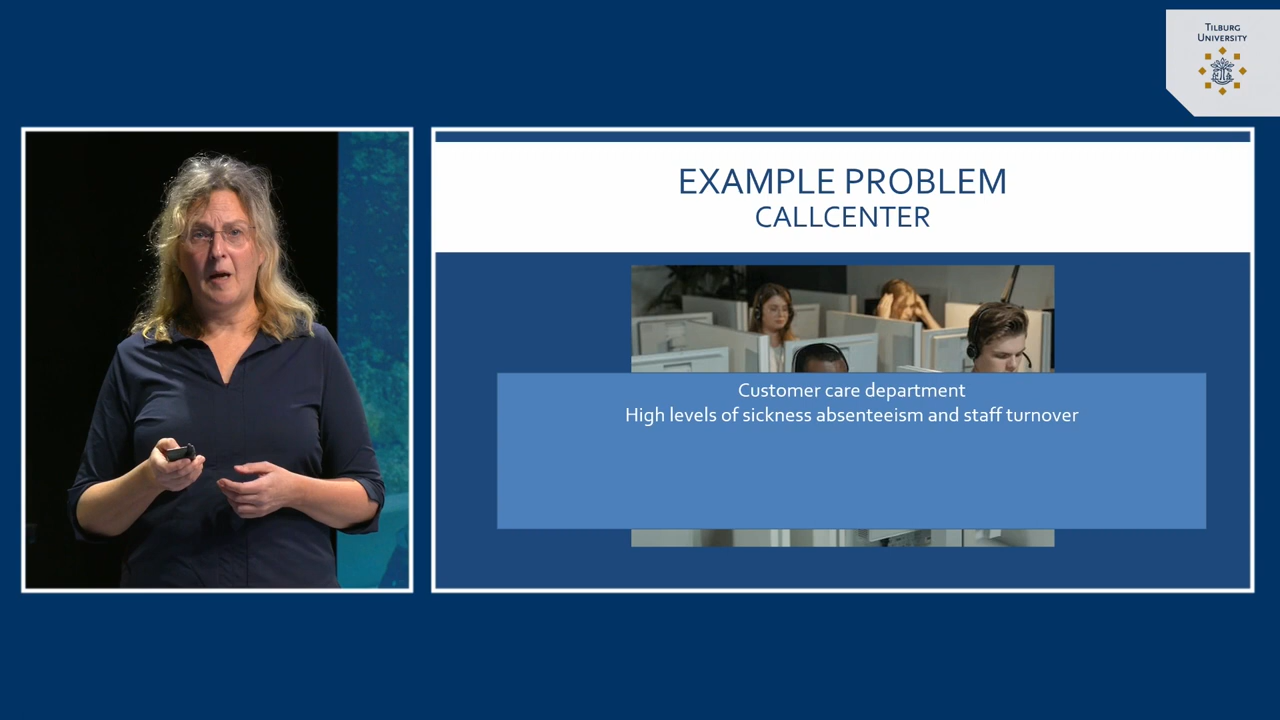 TILBURG
UNIVERSITY
EXAMPLE PROBLEM
CALLCENTER
Customer care department
High levels of sickness absenteeism and staff turnover